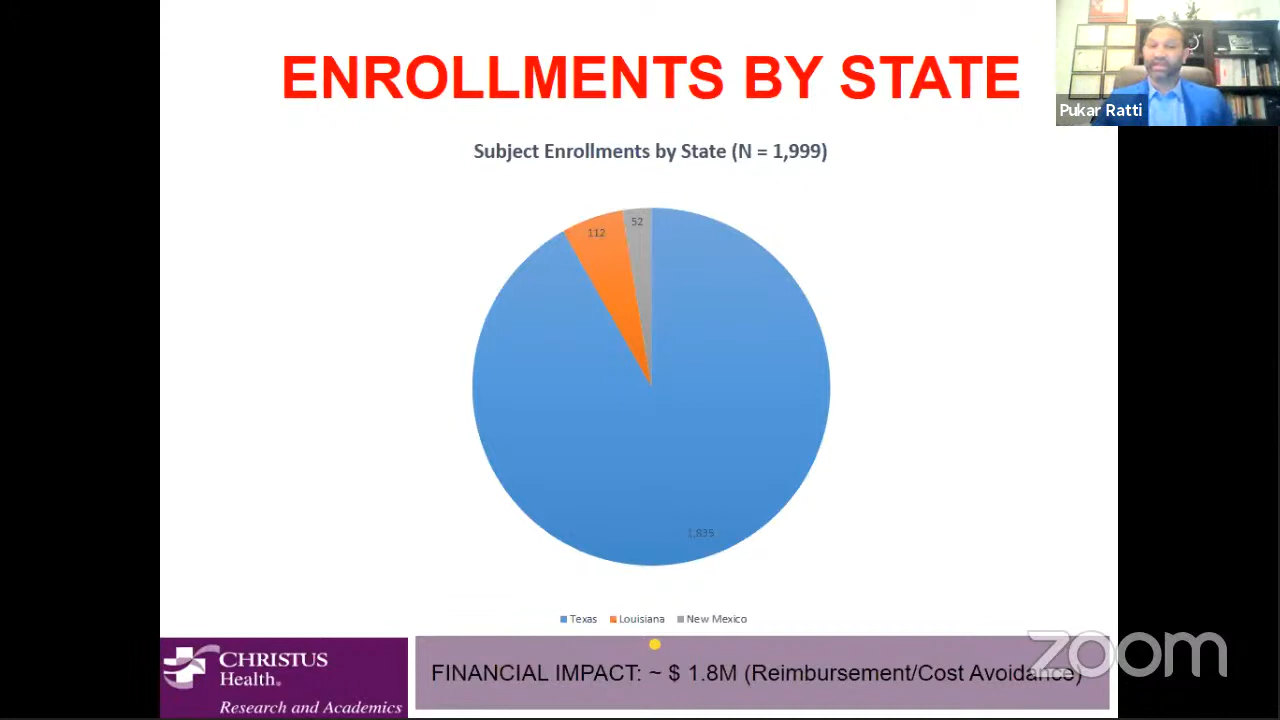 ENROLLMENTS BY STATE
Pukar Ratti
Subject Enrollments by State (N = 1,999)
52
112
1,835
Texas Louisiana New Mexico
CHRISTUS
Health.
Research and Academics
FINANCIAL IMPACT: ~ $ 1.8M (Reimbursement/Cost Avoidance)
zoom